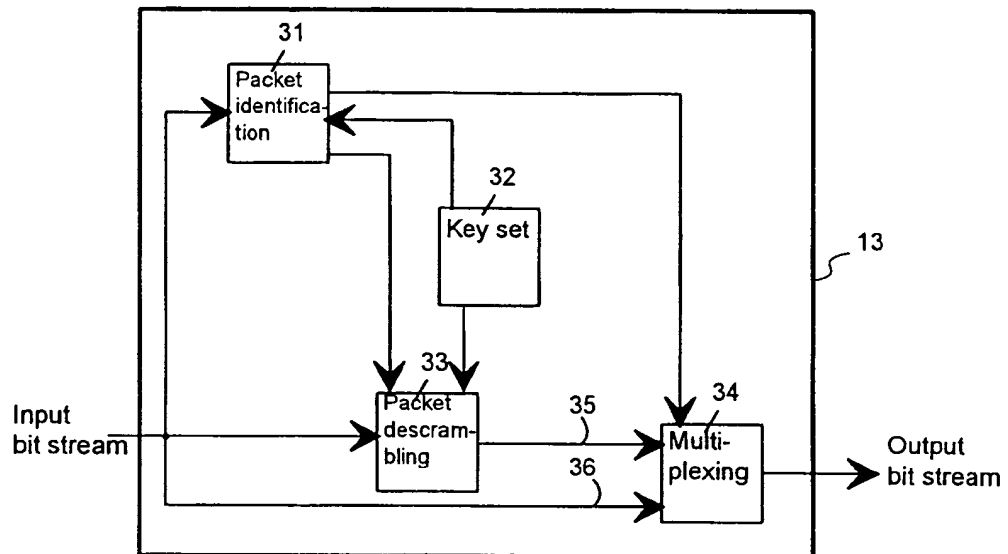 31
Packet
identifica-
tion
32
Key set
13
33
Packet
descram-
bling
35
34
Multi-
plexing
36
Input
bit stream
Output
bit stream